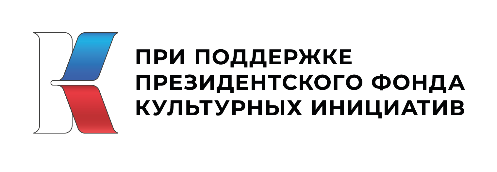 ПРИ ПОДДЕРЖКЕ
ПРЕЗИДЕНТСКОГО ФОНДА
КУЛЬТУРНЫХ ИНИЦИАТИВ